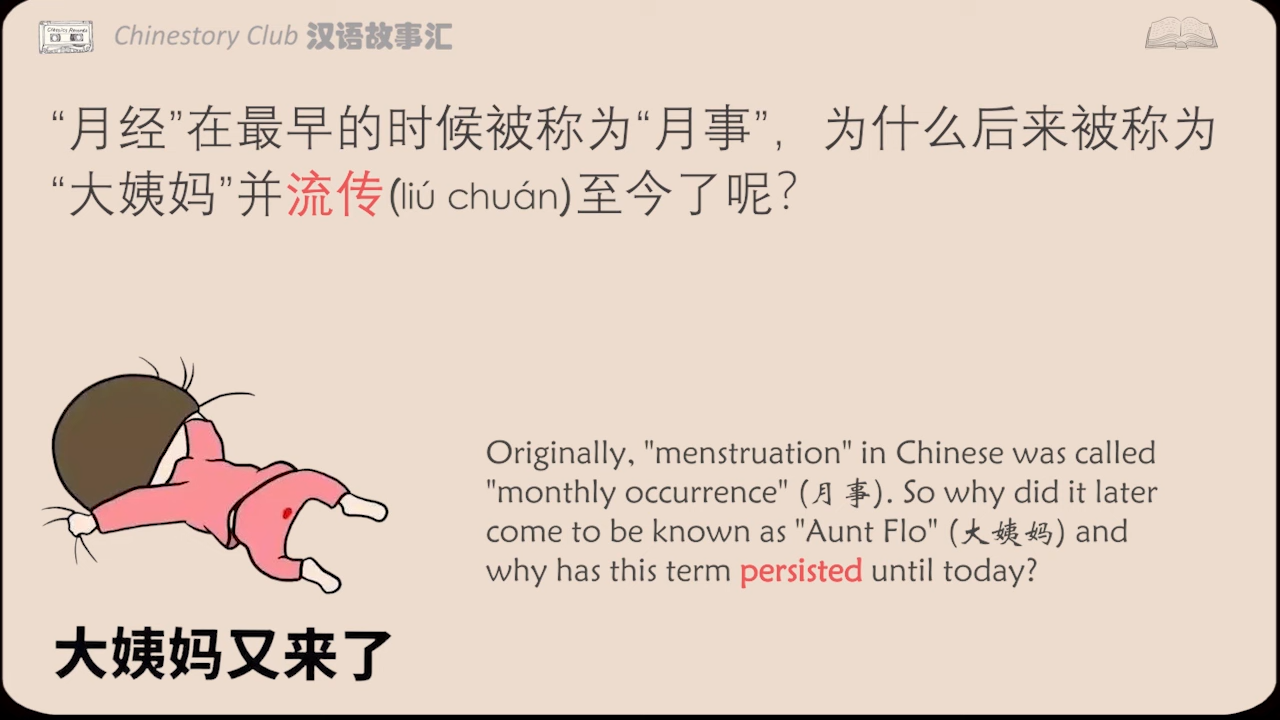 Chinestory Club 汉语故事汇
“月经”在最早的时候被称为“月事”，为什么后来被称为
“大姨妈”并流传(liú chuán)至今了呢？
Originally, "menstruation" in Chinese was called
"monthly occurrence" (月事). So why did it later
come to be known as "Aunt Flo" (大姨妈) and
why has this term persisted until today?
大姨妈又来了